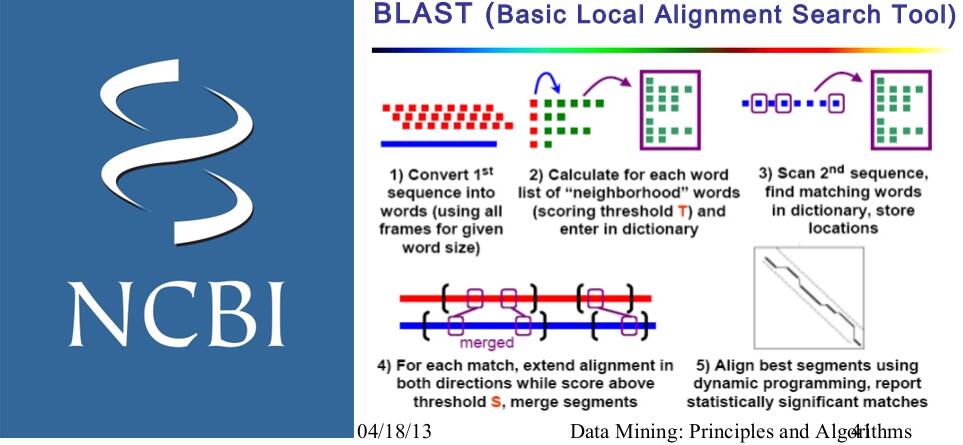 NCBI
BLAST (Basic Local Alignment Search Tool)
1) Convert 1st
sequence into
words (using all
frames for given
word size)
2) Calculate for each word
list of “neighborhood” words
(scoring threshold T) and
enter in dictionary
3) Scan 2nd sequence,
find matching words
in dictionary, store
locations
merged
4) For each match, extend alignment in
both directions while score above
threshold S, merge segments
5) Align best segments using
dynamic programming, report
statistically significant matches
04/18/13
Data Mining: Principles and Algorithms
41